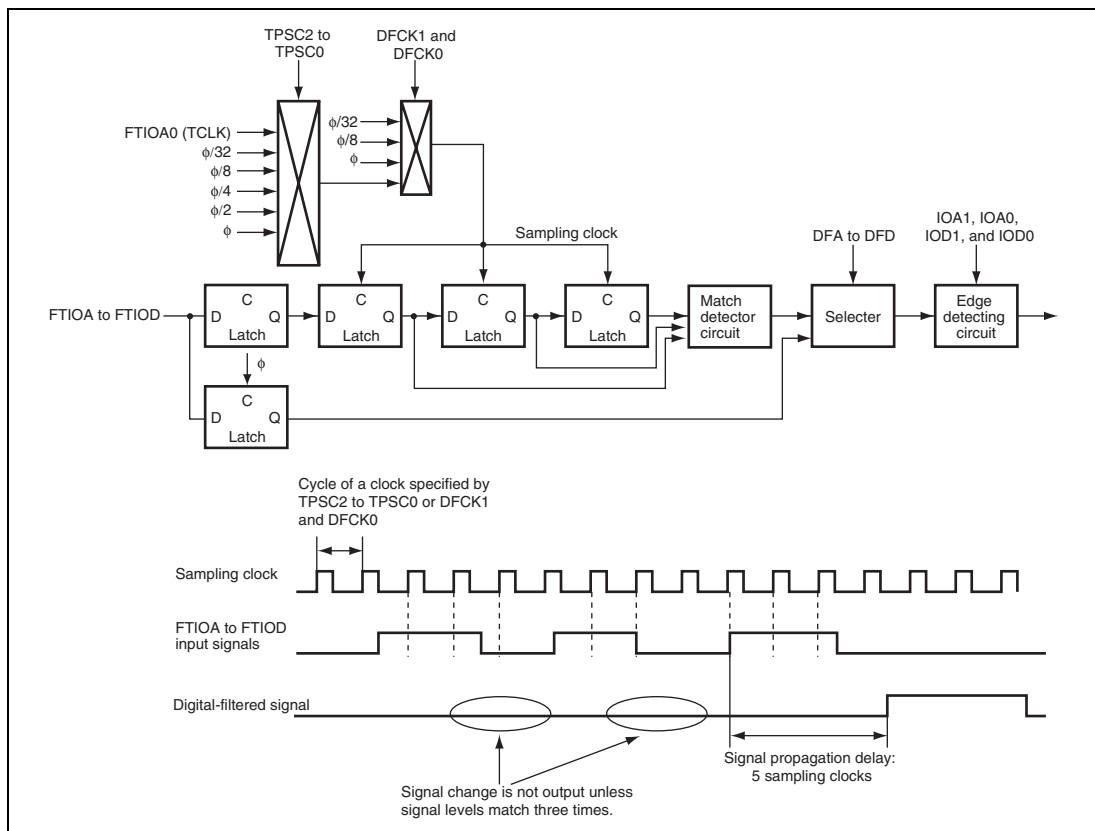 TPSC2 to
TPSC0
DFCK1 and
DFCK0
FTIOA0 (TCLK)
φ/32
φ/8
φ/4
φ/2
φ
φ/32
φ/8
φ
Sampling clock
DFA to DFD
IOA1, IOA0,
IOD1, and IOD0
FTIOA to FTIOD
C
D Q
Latch
C
D Q
Latch
C
D Q
Latch
C
D Q
Latch
Match
detector
circuit
Selecter
Edge
detecting
circuit
φ
C
D Q
Latch
Cycle of a clock specified by
TPSC2 to TPSC0 or DFCK1
and DFCK0
Sampling clock
FTIOA to FTIOD
input signals
Digital-filtered signal
Signal propagation delay:
5 sampling clocks
Signal change is not output unless
signal levels match three times.